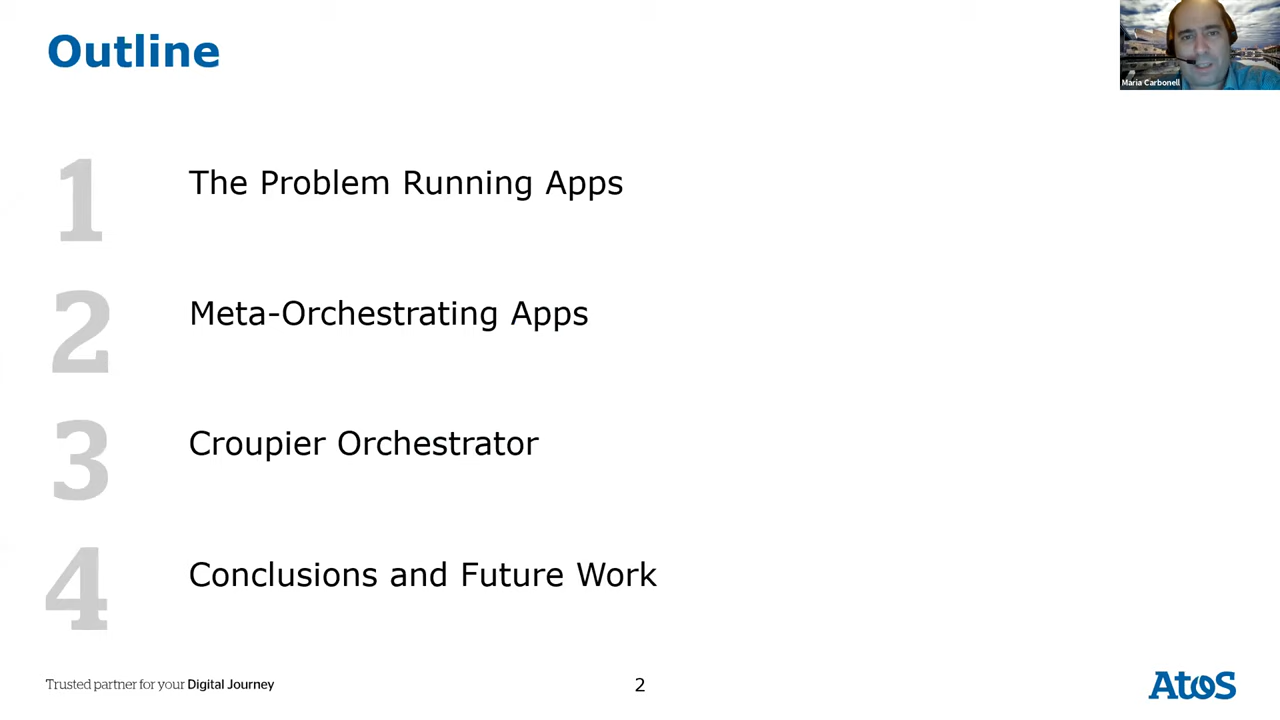 Outline
Maria Carbonell
1
The Problem Running Apps
2
Meta-Orchestrating Apps
3
Croupier Orchestrator
4
Conclusions and Future Work
Trusted partner for your Digital Journey
2
Atos